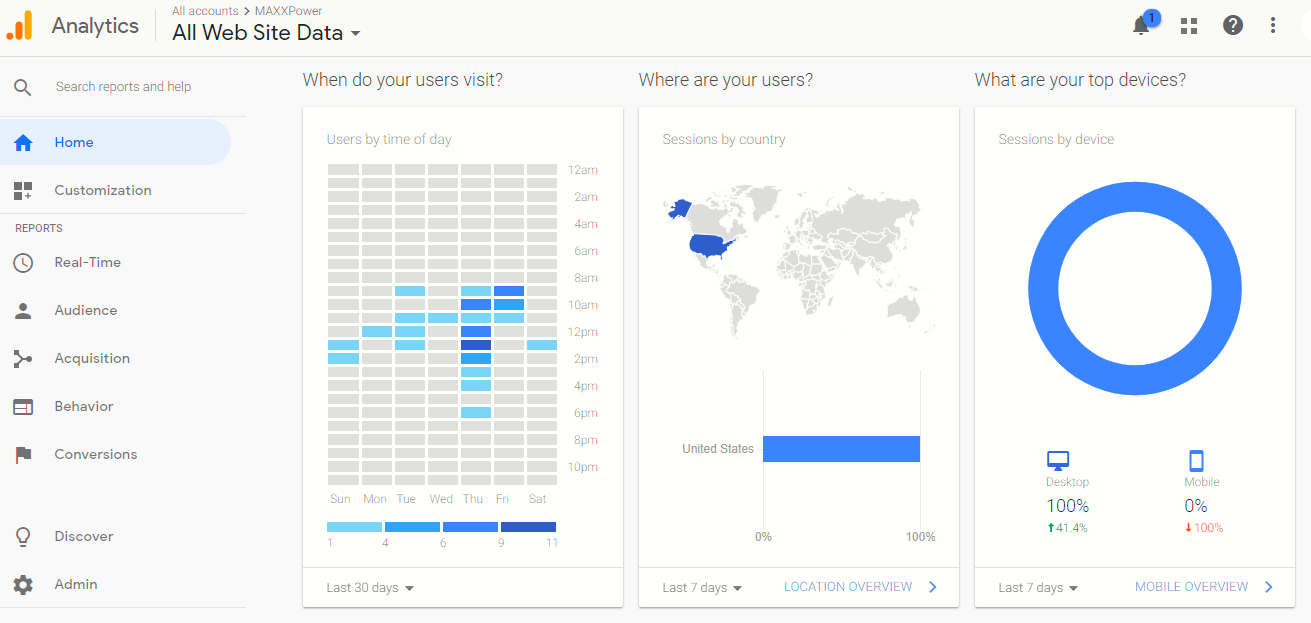 Analytics
All accounts > MAXXPower
All Web Site Data
1
Search reports and help
Home
Customization
REPORTS
Real-Time
Audience
Acquisition
Behavior
Conversions
Discover
Admin
When do your users visit?
Users by time of day
12am
2am
4am
6am
8am
10am
12pm
2pm
4pm
6pm
8pm
10pm
Sun Mon Tue Wed Thu Fri Sat
1 4 6 9 11
Last 30 days
Where are your users?
Sessions by country
United States
0% 100%
Last 7 days LOCATION OVERVIEW
What are your top devices?
Sessions by device
Desktop Mobile
100% 0%
41.4% 100%
Last 7 days MOBILE OVERVIEW